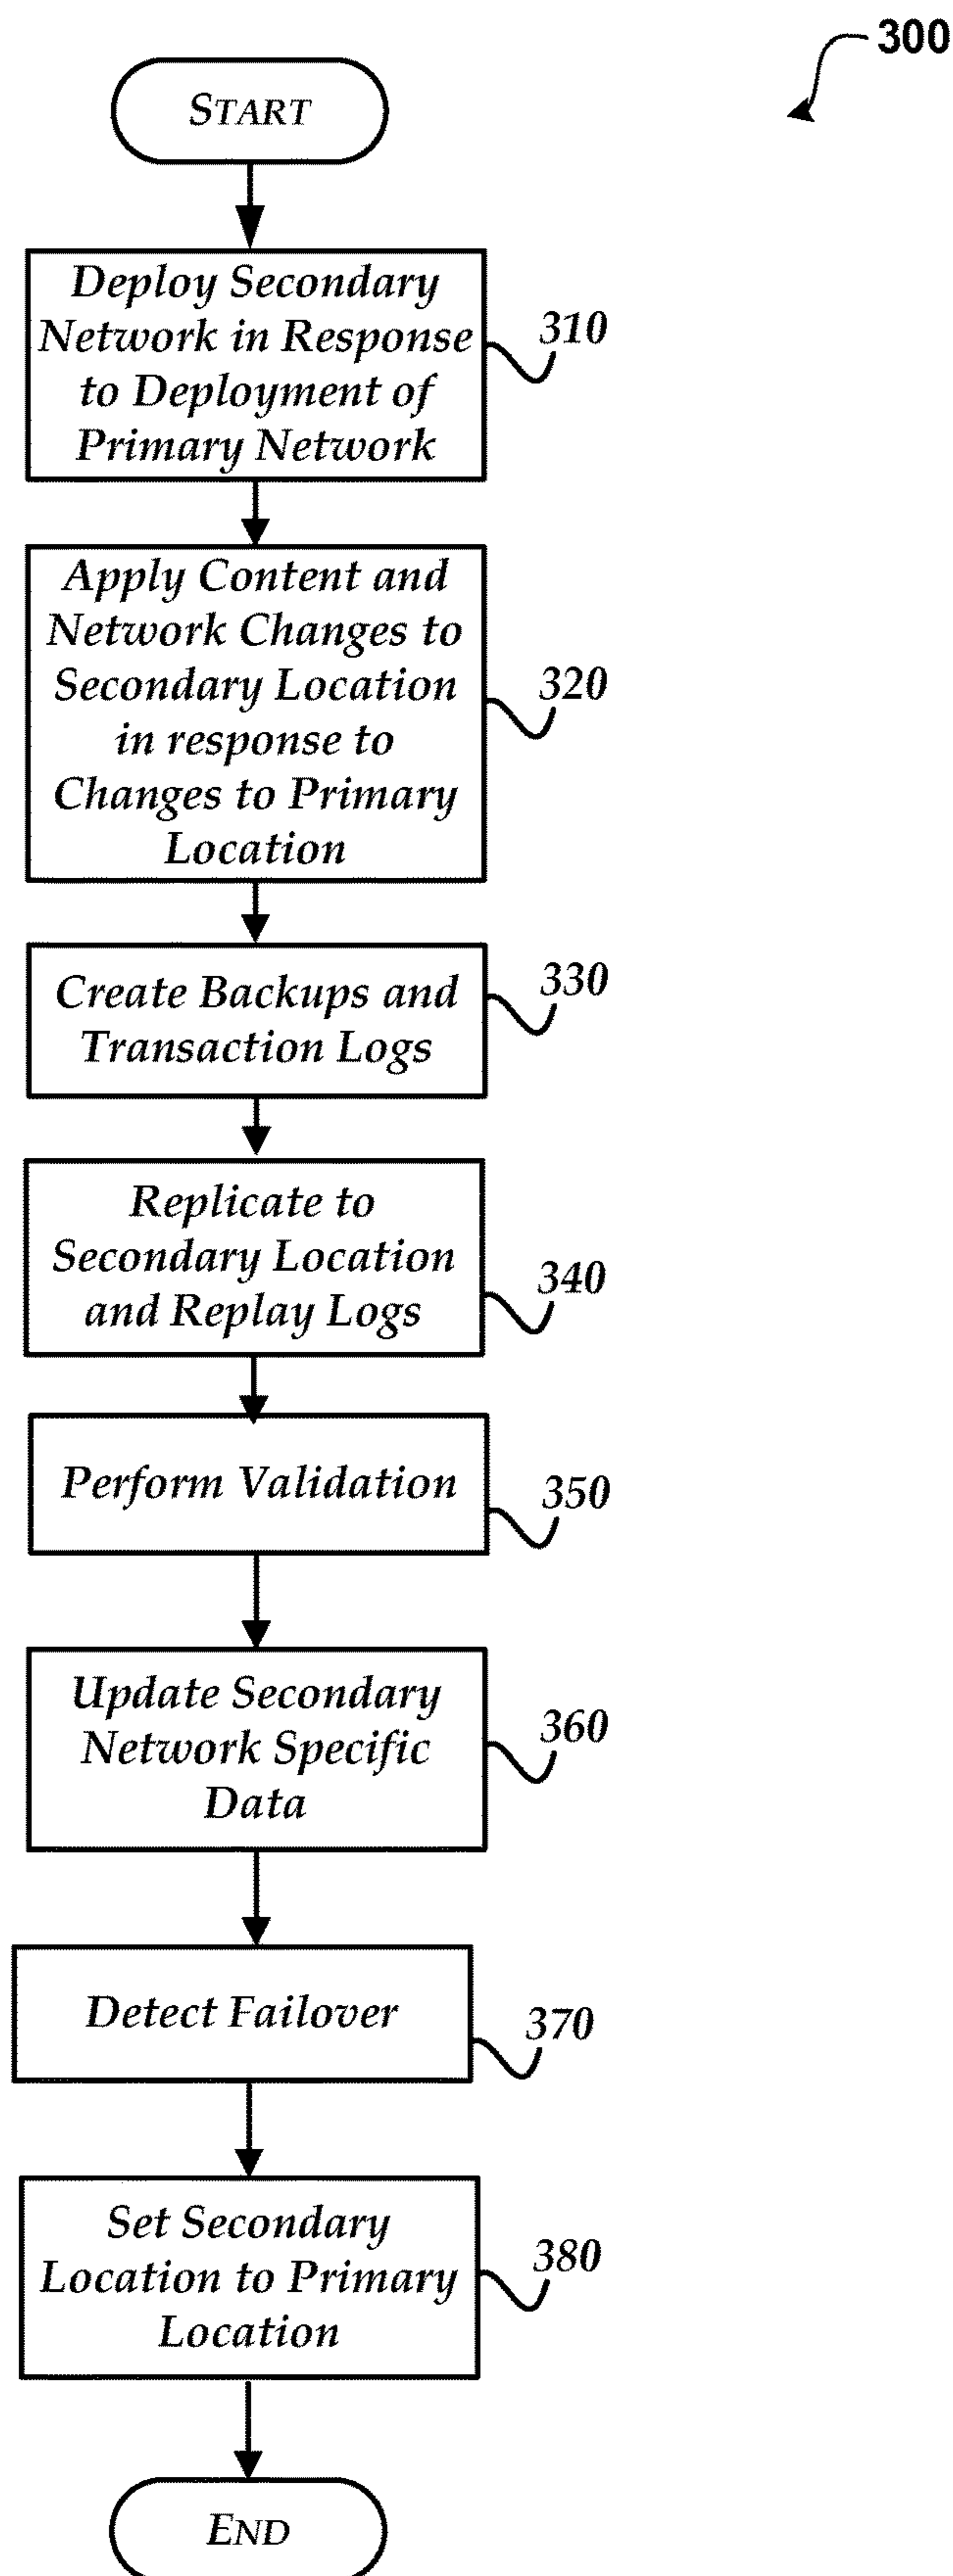 300
START
Deploy Secondary
Network in Response
to Deployment of
Primary Network
310
Apply Content and
Network Changes to
Secondary Location
in response to
Changes to Primary
Location
320
Create Backups and
Transaction Logs
330
Replicate to
Secondary Location
and Replay Logs
340
Perform Validation
350
Update Secondary
Network Specific
Data
360
Detect Failover
370
Set Secondary
Location to Primary
Location
380
END